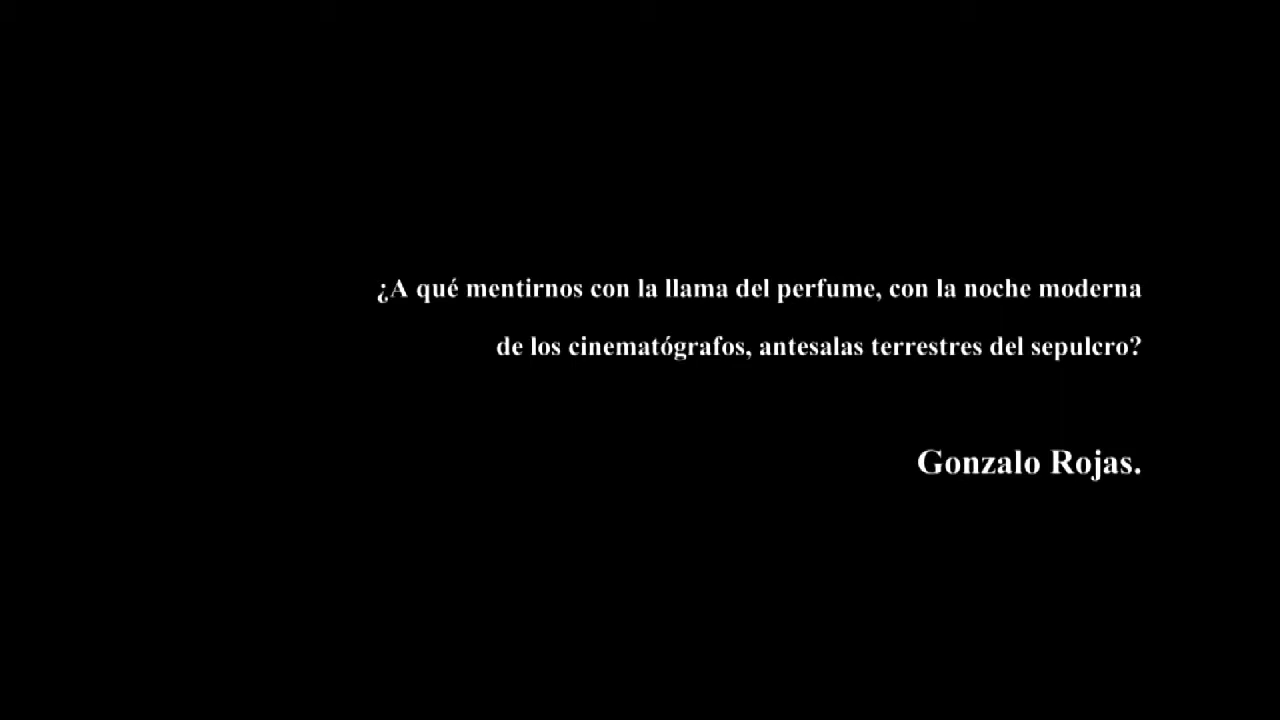 ¿A qué mentirnos con la llama del perfume, con la noche moderna
de los cinematógrafos, antesalas terrestres del sepulcro?
Gonzalo Rojas.